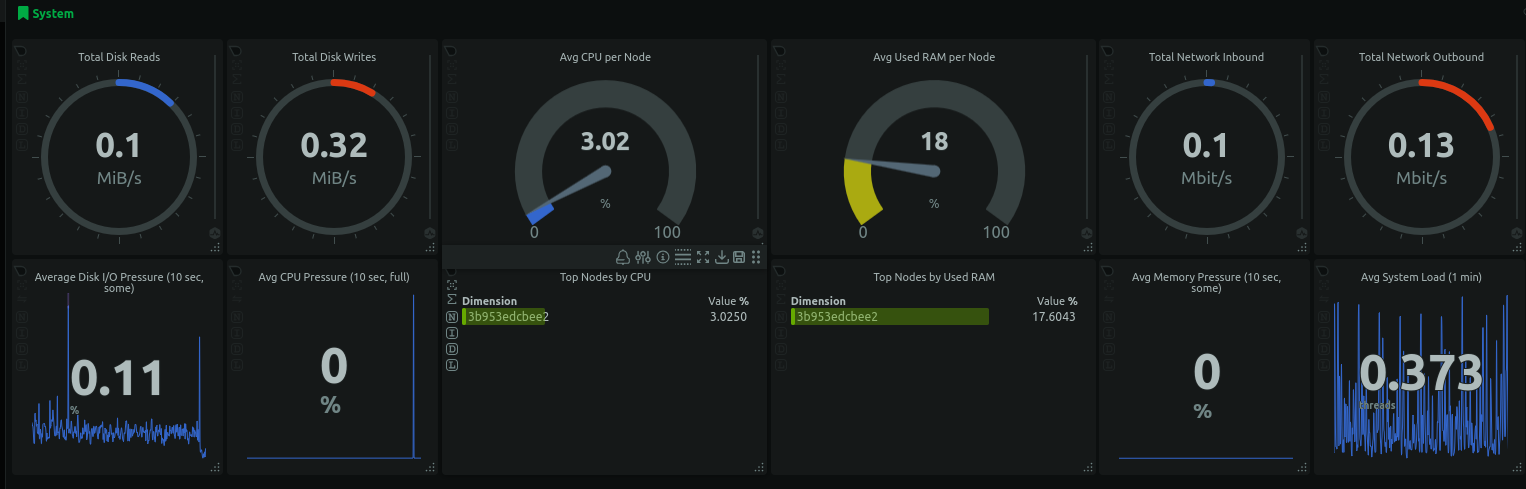 System
Total Disk Reads
0.1
MiB/s
Total Disk Writes
0.32
MiB/s
Avg CPU per Node
3.02
%
0
100
Avg Used RAM per Node
18
%
0
100
Total Network Inbound
0.1
Mbit/s
Total Network Outbound
0.13
Mbit/s
Average Disk I/O Pressure (10 sec,
some)
0.11
%
Avg CPU Pressure (10 sec, full)
0
%
Top Nodes by CPU
Dimension Value %
3b953edcbee2 3.0250
Top Nodes by Used RAM
Dimension Value %
3b953edcbee2 17.6043
Avg Memory Pressure (10 sec,
some)
0
%
Avg System Load (1 min)
0.373
threads